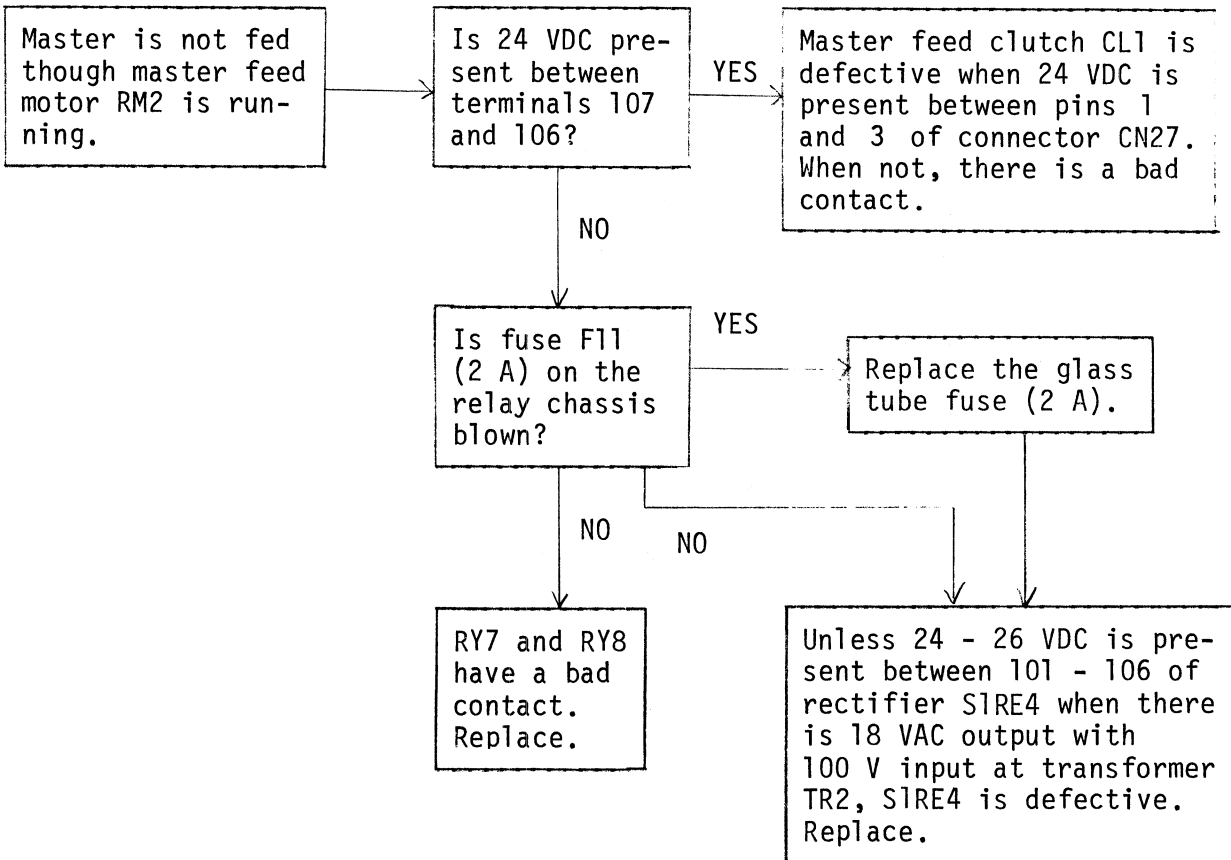 Master is not fed
though master feed
motor RM2 is run-
ning.
Is 24 VDC pre-
sent between
terminals 107
and 106?
YES
Master feed clutch CL1 is
defective when 24 VDC is
present between pins 1
and 3 of connector CN27.
When not, there is a bad
contact.
NO
Is fuse F11
(2 A) on the
relay chassis
blown?
YES
Replace the glass
tube fuse (2 A).
NO
NO
RY7 and RY8
have a bad
contact.
Replace.
Unless 24 - 26 VDC is pre-
sent between 101 - 106 of
rectifier S1RE4 when there
is 18 VAC output with
100 V input at transformer
TR2, S1RE4 is defective.
Replace.